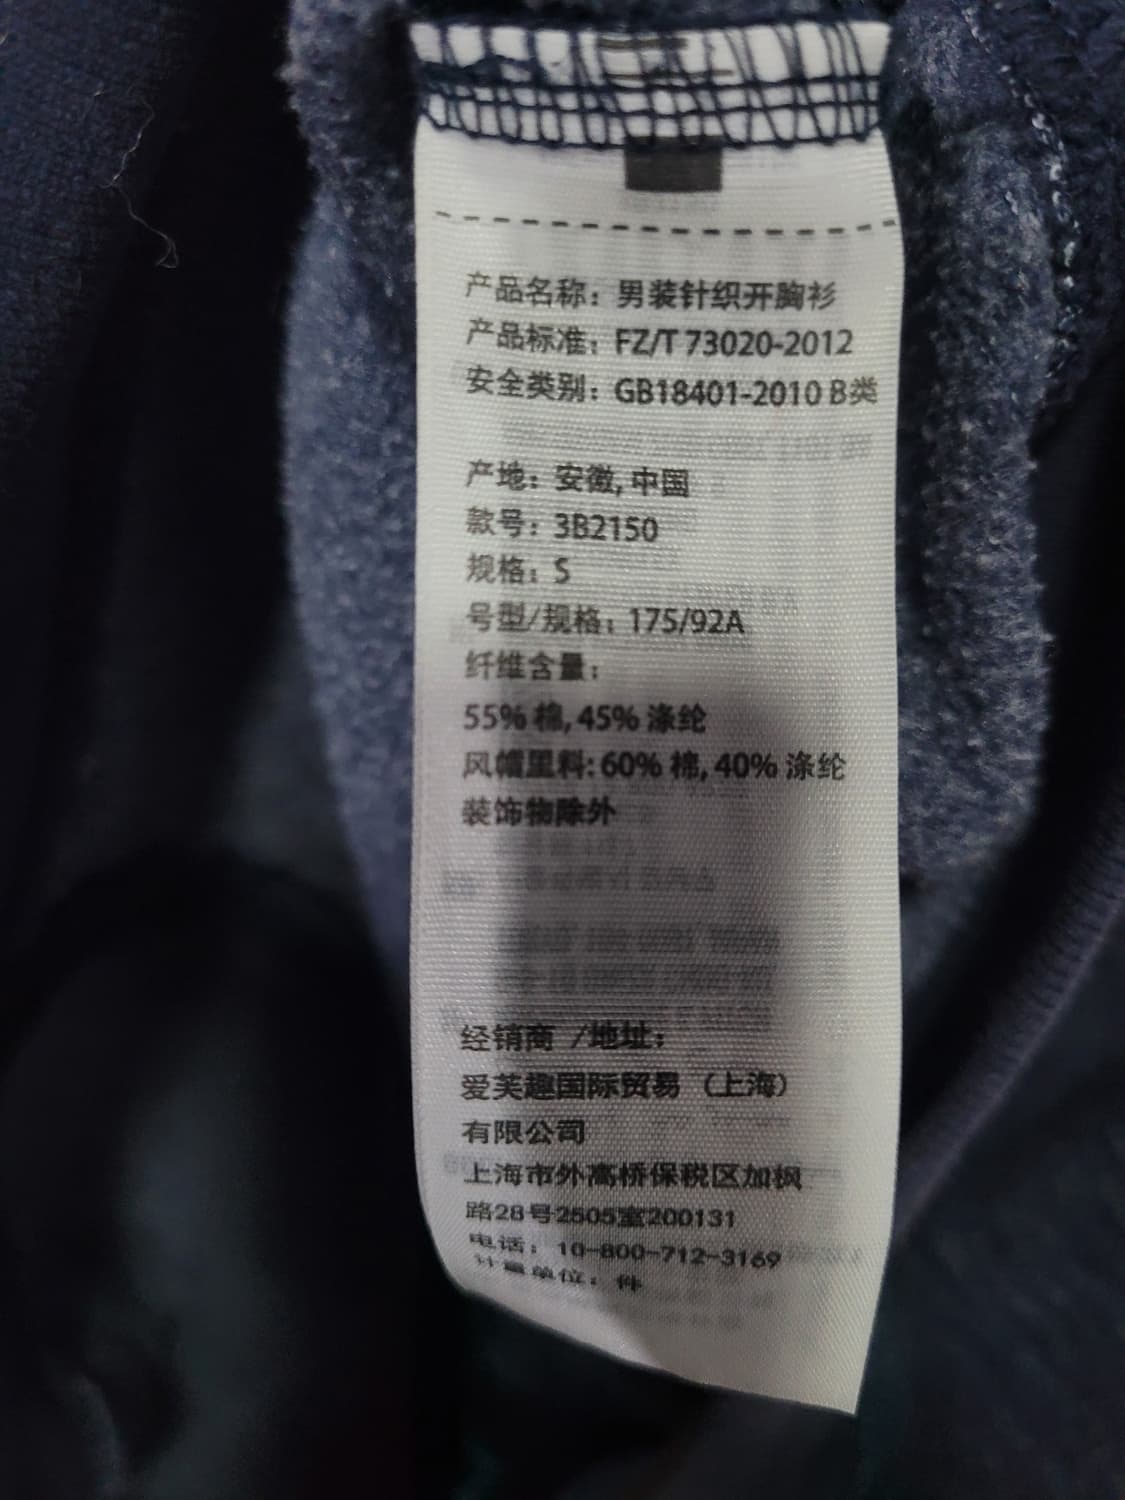 产品名称：男装针织开胸衫
产品标准：FZ/T 73020-2012
安全类别：GB18401-2010 B类
产地：安徽,中国
款号：3B2150
规格：S
号型/规格：175/92A
纤维含量：
55% 棉,45% 涤纶
风帽里料:60% 棉,40% 涤纶
装饰物除外
经销商 /地址：
爱芙趣国际贸易（上海）
有限公司
上海市外高桥保税区加枫
路28号2505室200131
电话：10-800-712-3169
计量单位：件